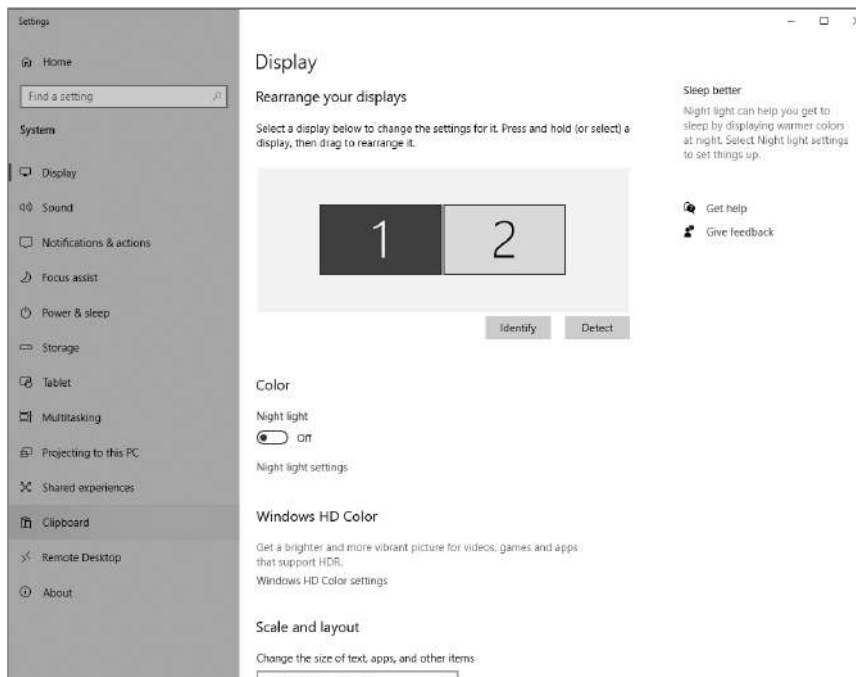 Settings
Home
Find a setting
System
Display
Sound
Notifications & actions
Focus assist
Power & sleep
Storage
Tablet
Multitasking
Projecting to this PC
Shared experiences
Clipboard
Remote Desktop
About
Display
Rearrange your displays
Select a display below to change the settings for it. Press and hold (or select) a
display, then drag to rearrange it.
1
2
Identify
Detect
Color
Night light
Off
Night light settings
Windows HD Color
Get a brighter and more vibrant picture for videos, games and apps
that support HDR.
Windows HD Color settings
Scale and layout
Change the size of text, apps, and other items
Sleep better
Night light can help you get to
sleep by displaying warmer colors
at night. Select Night light settings
to set things up.
Get help
Give feedback